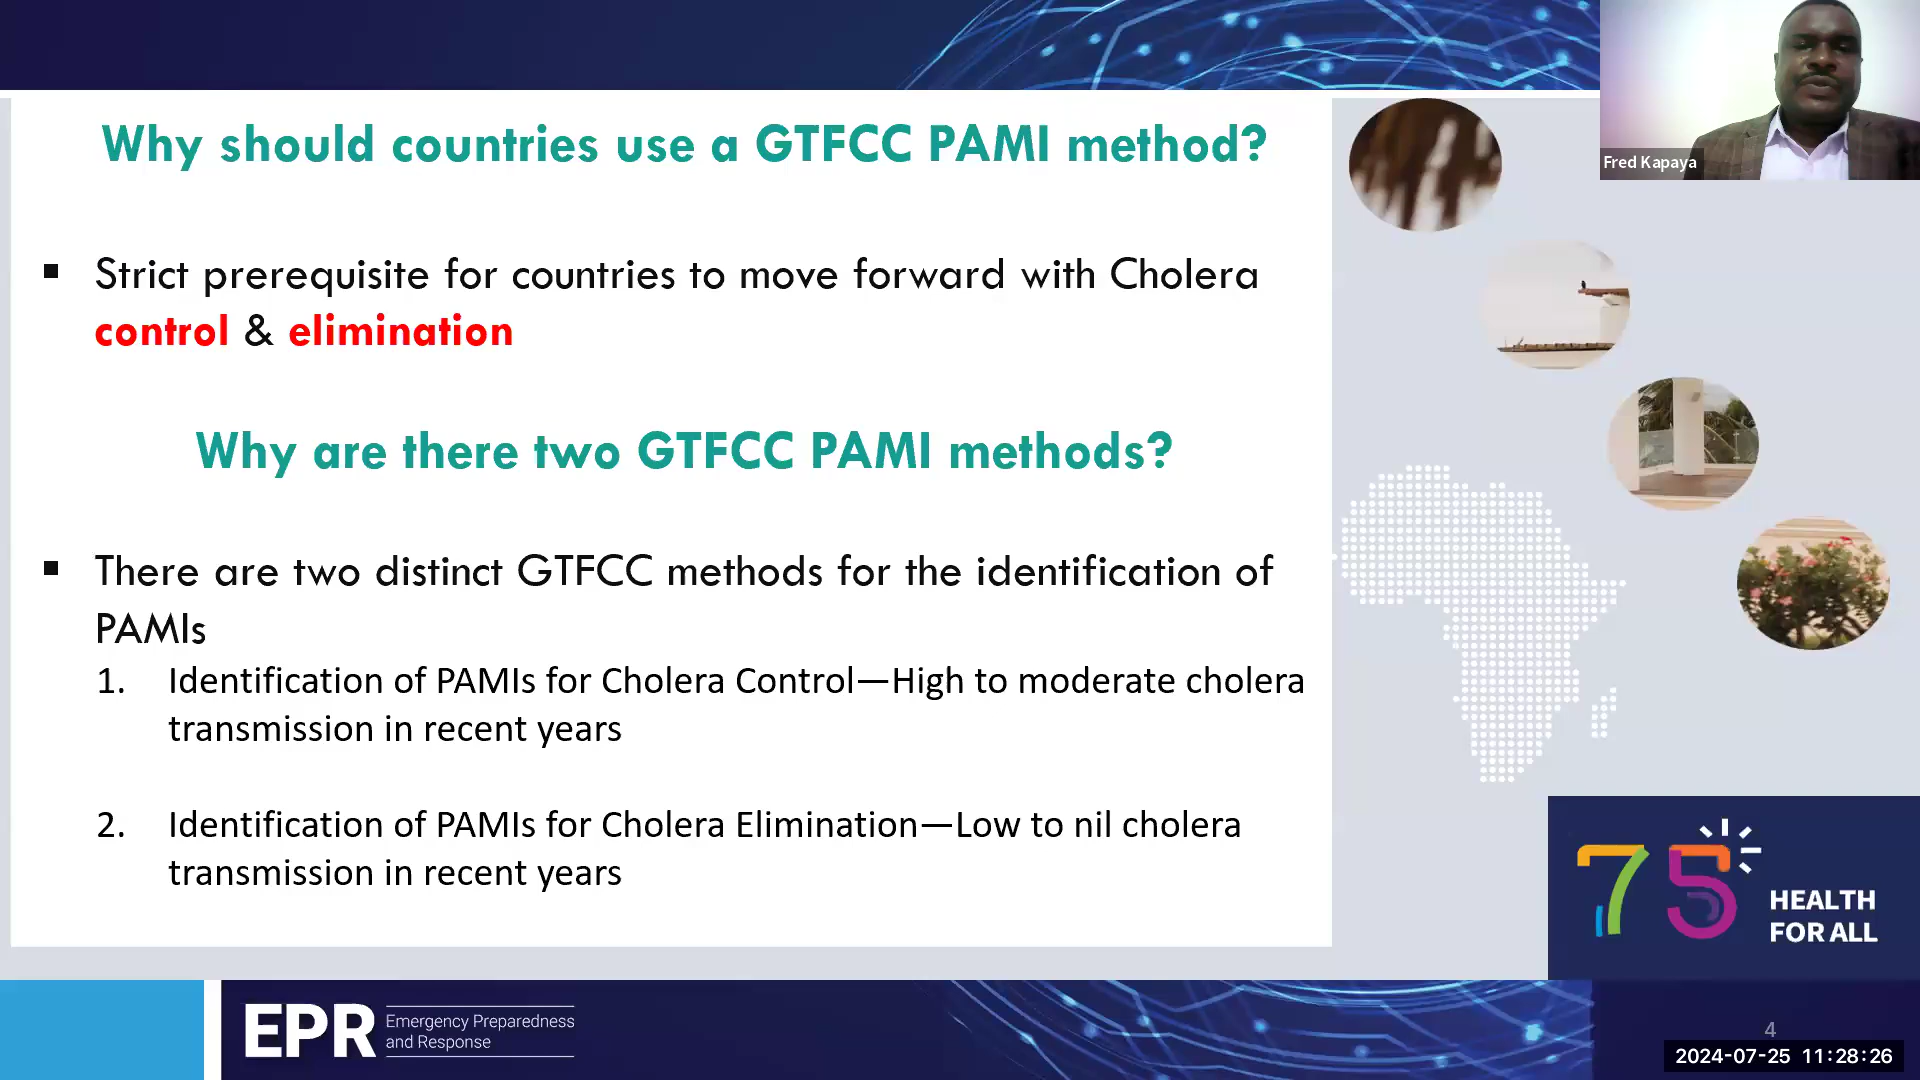 Why should countries use a GTFCC PAMI method?
Fred Kapaya
▪ Strict prerequisite for countries to move forward with Cholera
control & elimination
Why are there two GTFCC PAMI methods?
▪ There are two distinct GTFCC methods for the identification of
PAMIs
1. Identification of PAMIs for Cholera Control—High to moderate cholera
transmission in recent years
2. Identification of PAMIs for Cholera Elimination—Low to nil cholera
transmission in recent years
75
HEALTH
FOR ALL
EPR
Emergency Preparedness
and Response
4
2024-07-25 11:28:26